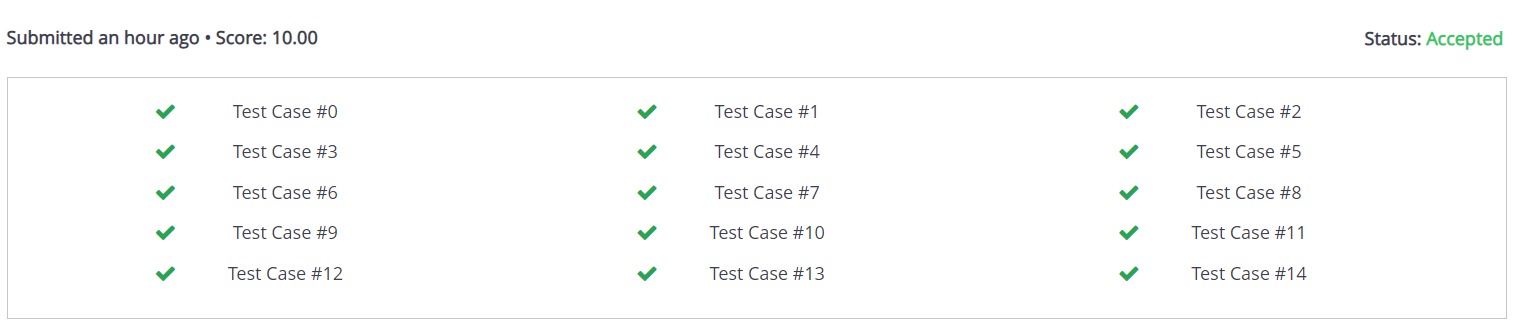 Submitted an hour ago • Score: 10.00 Status: Accepted
Test Case #0 Test Case #1 Test Case #2
Test Case #3 Test Case #4 Test Case #5
Test Case #6 Test Case #7 Test Case #8
Test Case #9 Test Case #10 Test Case #11
Test Case #12 Test Case #13 Test Case #14